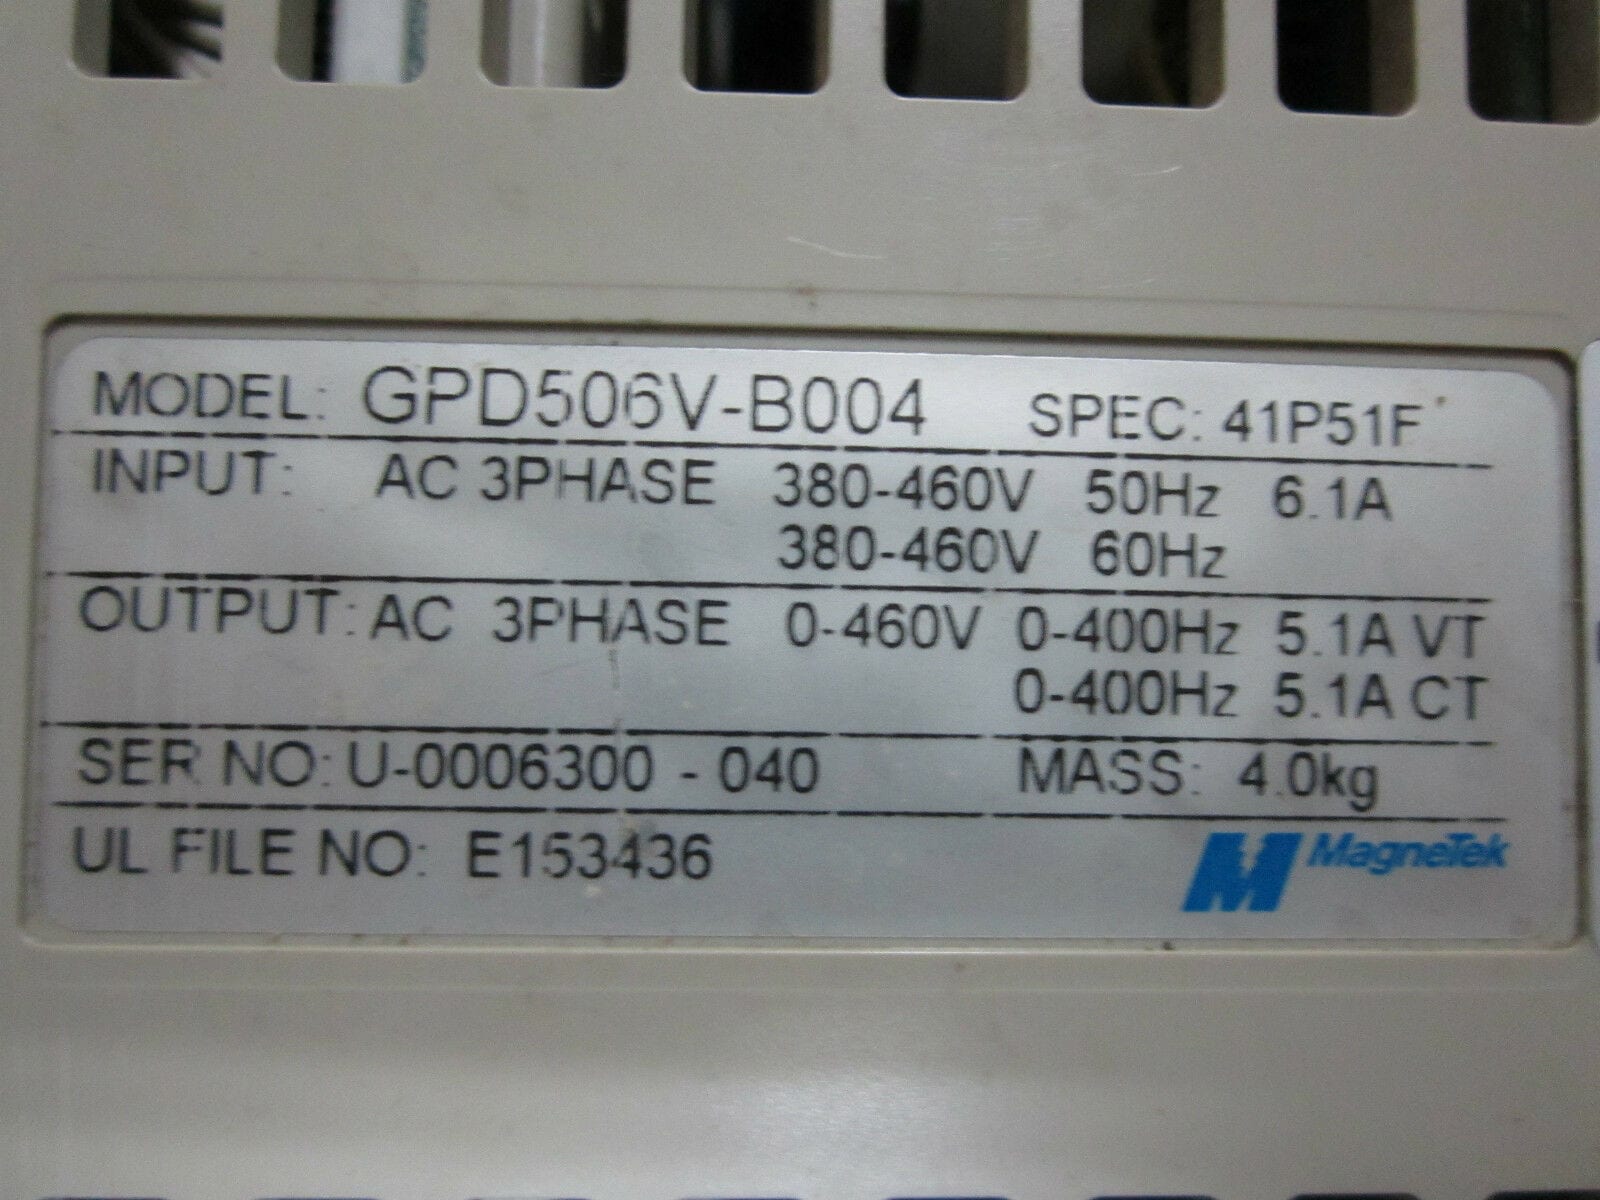 MODEL: GPD506V-B004 SPEC: 41P51F
INPUT: AC 3PHASE 380-460V 50Hz 6.1A
380-460V 60Hz
OUTPUT: AC 3PHASE 0-460V 0-400Hz 5.1A VT
0-400Hz 5.1A CT
SER NO: U-0006300 - 040 MASS: 4.0kg
UL FILE NO: E153436
M MagneTek